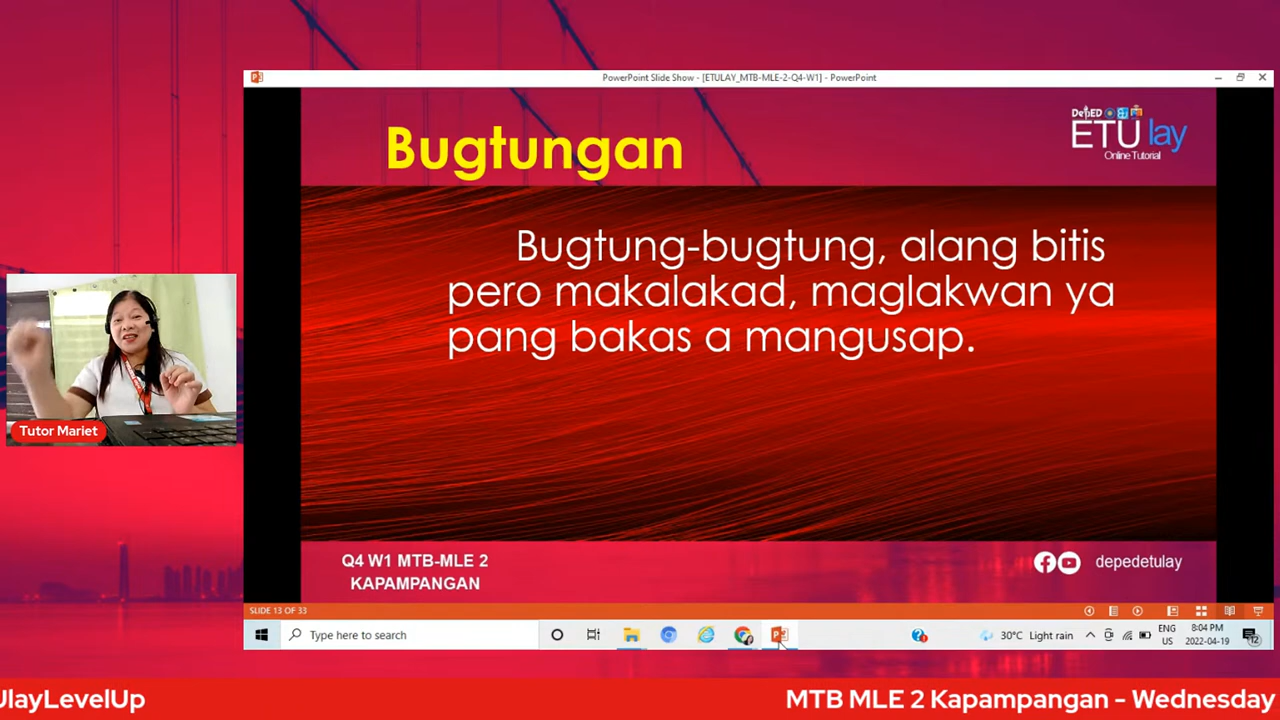 PowerPoint Slide Show - [ETULAY_MTB-MLE-2-Q4-W1] - PowerPoint
Bugtungan
DepED
ETUlay
Online Tutorial
Bugtung-bugtung, alang bitis
pero makalakad, maglakwan ya
pang bakas a mangusap.
Tutor Mariet
Q4 W1 MTB-MLE 2
KAPAMPANGAN
depedetulay
SLIDE 13 OF 33
Type here to search
30°C Light rain
ENG
US
8:04 PM
2022-04-19
12
UlayLevelUp
MTB MLE 2 Kapampangan - Wednesday